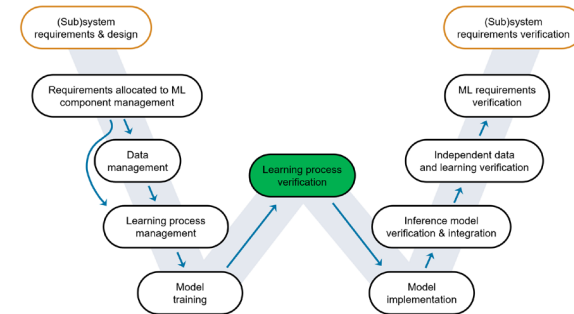 (Sub)system
requirements & design
(Sub)system
requirements verification
Requirements allocated to ML
component management
ML requirements
verification
Data
management
Learning process
verification
Independent data
and learning verification
Learning process
management
Inference model
verification & integration
Model
training
Model
implementation